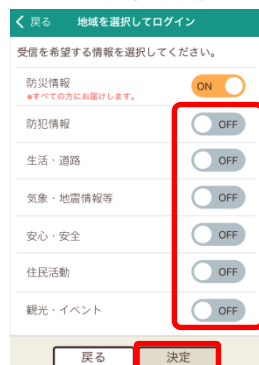 戻る 地域を選択してログイン
受信を希望する情報を選択してください。
防災情報 ON
※すべての方にお届けします。
防犯情報 OFF
生活・道路 OFF
気象・地震情報等 OFF
安心・安全 OFF
住民活動 OFF
観光・イベント OFF
戻る 決定